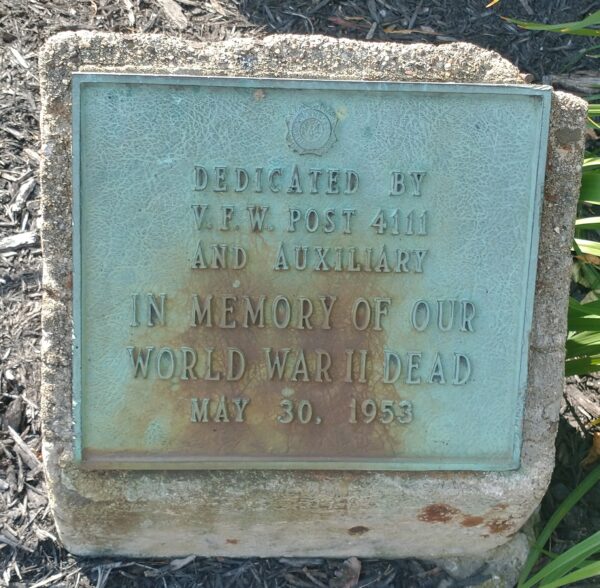 DEDICATED BY
V.F.W. POST 4111
AND AUXILIARY
IN MEMORY OF OUR
WORLD WAR II DEAD
MAY 30, 1953